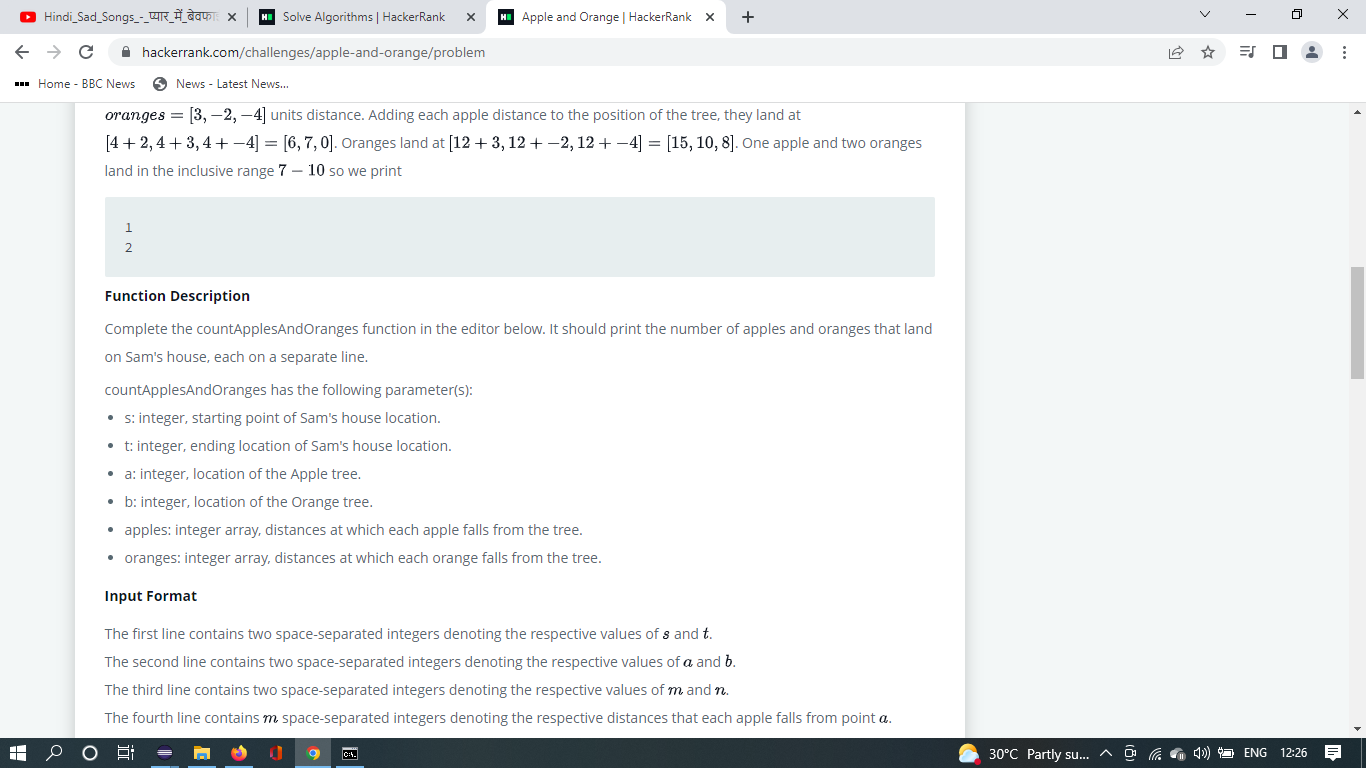 Hindi_Sad_Songs_-_प्यार_में_बेवफा
Solve Algorithms | HackerRank
Apple and Orange | HackerRank
hackerrank.com/challenges/apple-and-orange/problem
Home - BBC News
News - Latest News...
oranges = [3, −2, −4] units distance. Adding each apple distance to the position of the tree, they land at
[4 + 2, 4 + 3, 4 + −4] = [6, 7, 0]. Oranges land at [12 + 3, 12 + −2, 12 + −4] = [15, 10, 8]. One apple and two oranges
land in the inclusive range 7 − 10 so we print
1
2
Function Description
Complete the countApplesAndOranges function in the editor below. It should print the number of apples and oranges that land
on Sam's house, each on a separate line.
countApplesAndOranges has the following parameter(s):
• s: integer, starting point of Sam's house location.
• t: integer, ending location of Sam's house location.
• a: integer, location of the Apple tree.
• b: integer, location of the Orange tree.
• apples: integer array, distances at which each apple falls from the tree.
• oranges: integer array, distances at which each orange falls from the tree.
Input Format
The first line contains two space-separated integers denoting the respective values of s and t.
The second line contains two space-separated integers denoting the respective values of a and b.
The third line contains two space-separated integers denoting the respective values of m and n.
The fourth line contains m space-separated integers denoting the respective distances that each apple falls from point a.
30°C Partly su... ENG 12:26